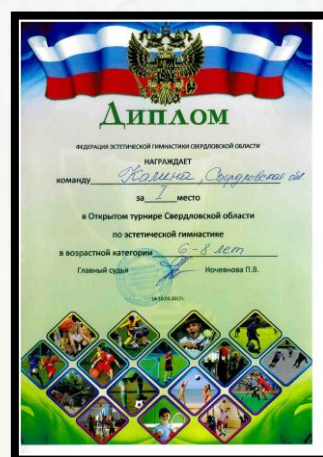 Диплом
ФЕДЕРАЦИЯ ЭСТЕТИЧЕСКОЙ ГИМНАСТИКИ СВЕРДЛОВСКОЙ ОБЛАСТИ
НАГРАЖДАЕТ
команду Калина, Свердловская обл
за I место
в Открытом турнире Свердловской области
по эстетической гимнастике
в возрастной категории 6-8 лет
Главный судья Ночевнова П.В.